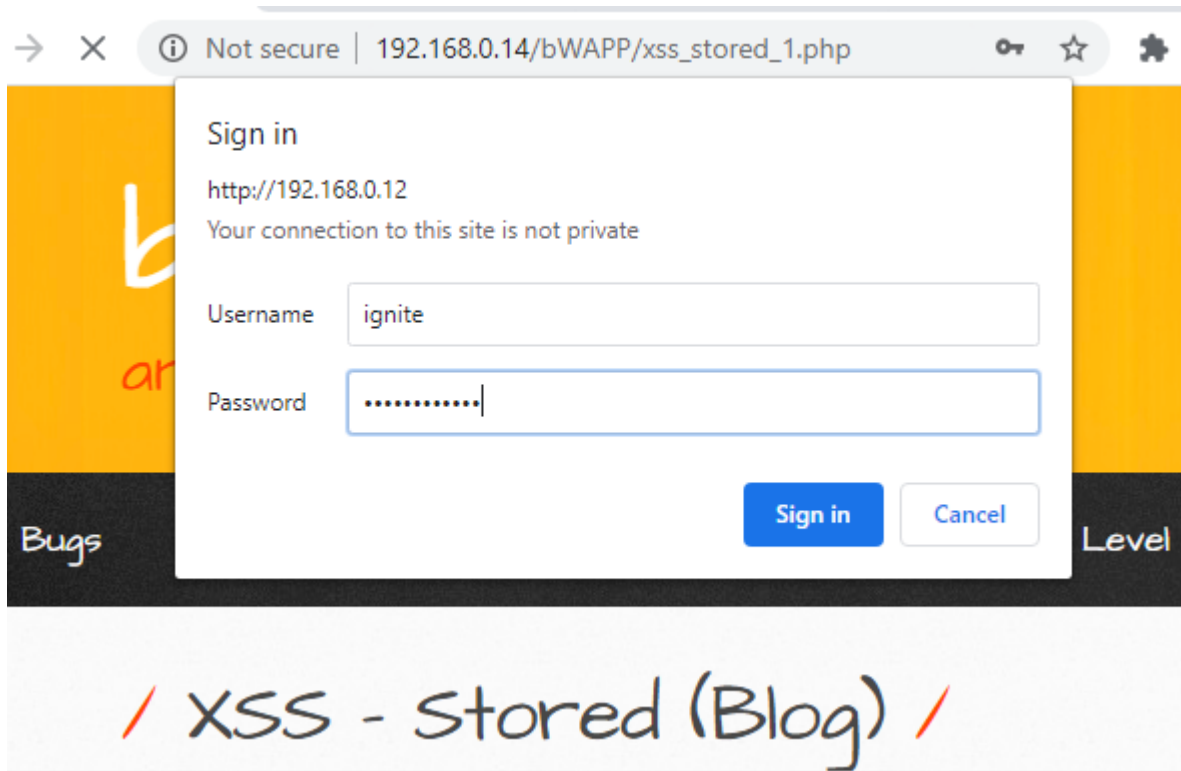 Not secure | 192.168.0.14/bWAPP/xss_stored_1.php
Sign in
http://192.168.0.12
Your connection to this site is not private
Username ignite
Password ••••••••••••
Sign in Cancel
Bugs Level
/ XSS - Stored (Blog) /